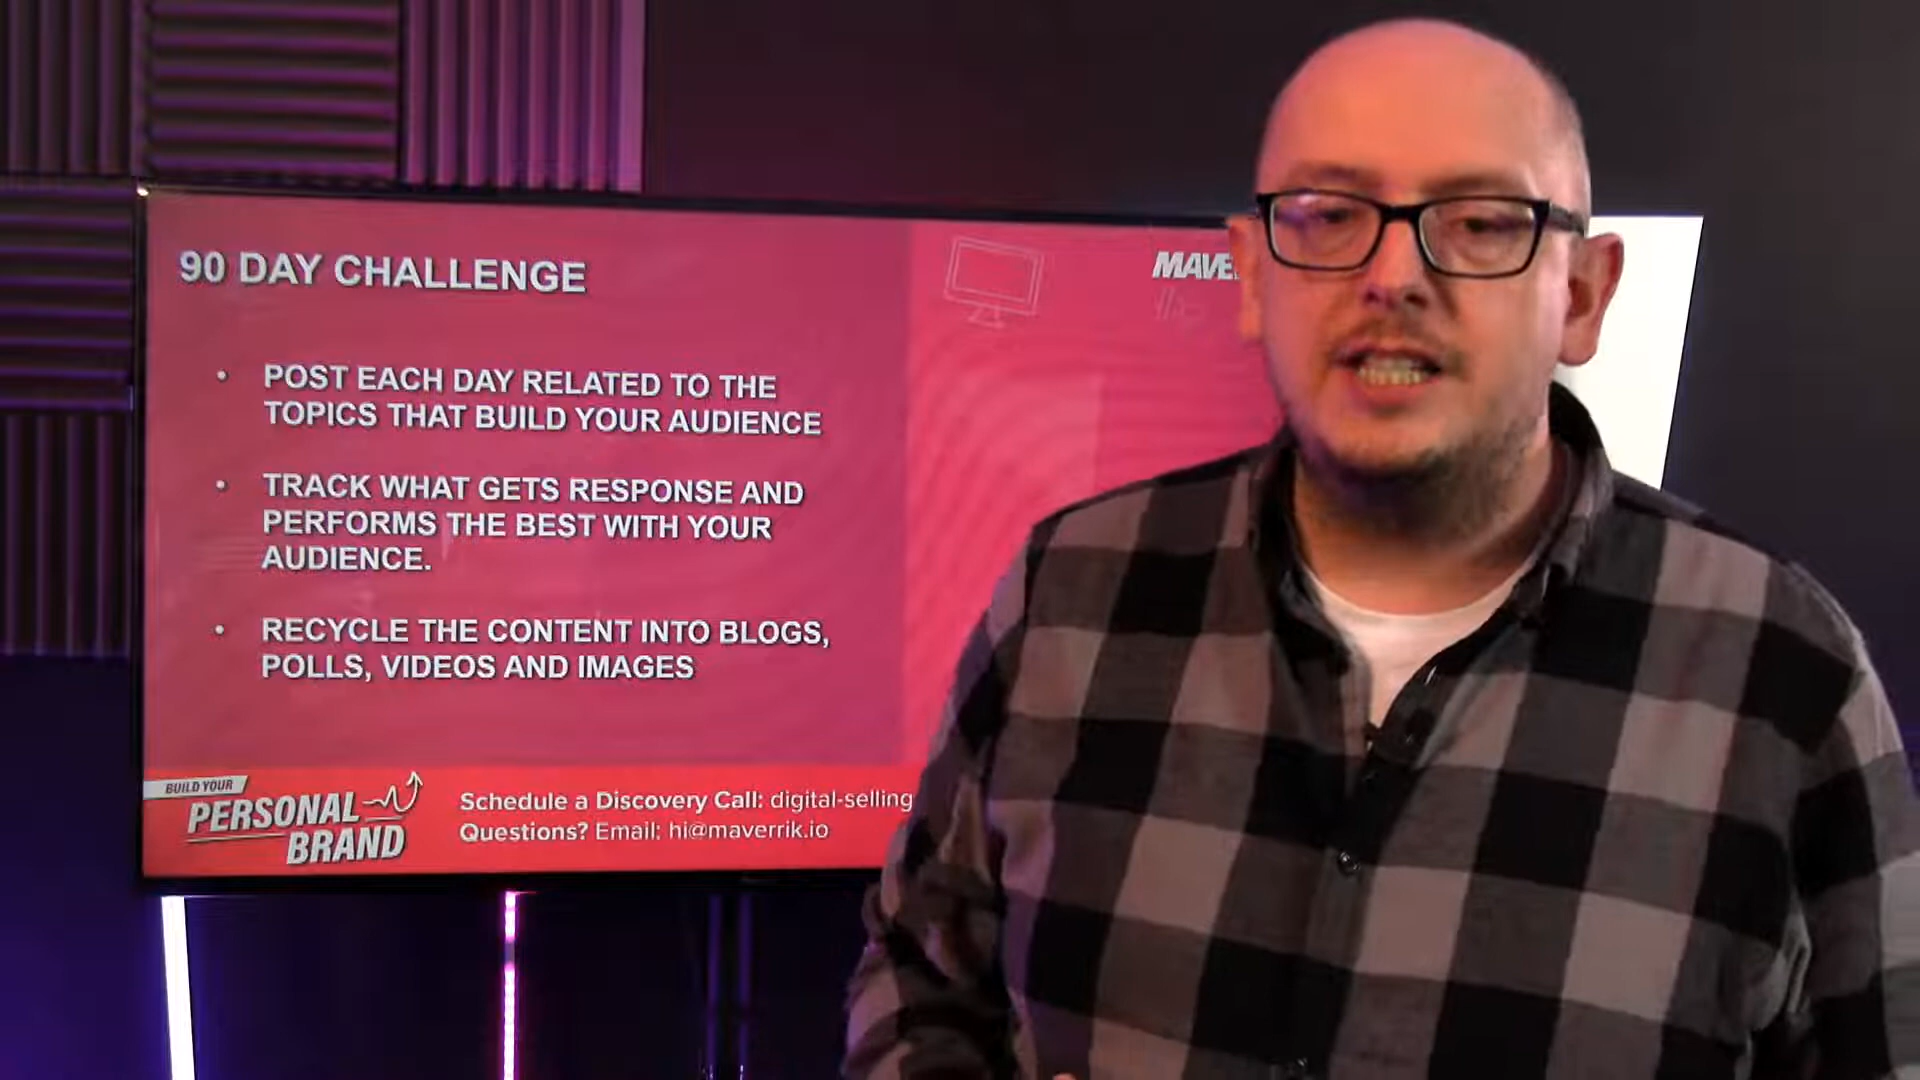 90 DAY CHALLENGE
• POST EACH DAY RELATED TO THE
TOPICS THAT BUILD YOUR AUDIENCE
• TRACK WHAT GETS RESPONSE AND
PERFORMS THE BEST WITH YOUR
AUDIENCE.
• RECYCLE THE CONTENT INTO BLOGS,
POLLS, VIDEOS AND IMAGES
BUILD YOUR
PERSONAL
BRAND
Schedule a Discovery Call: digital-selling
Questions? Email: hi@maverrik.io